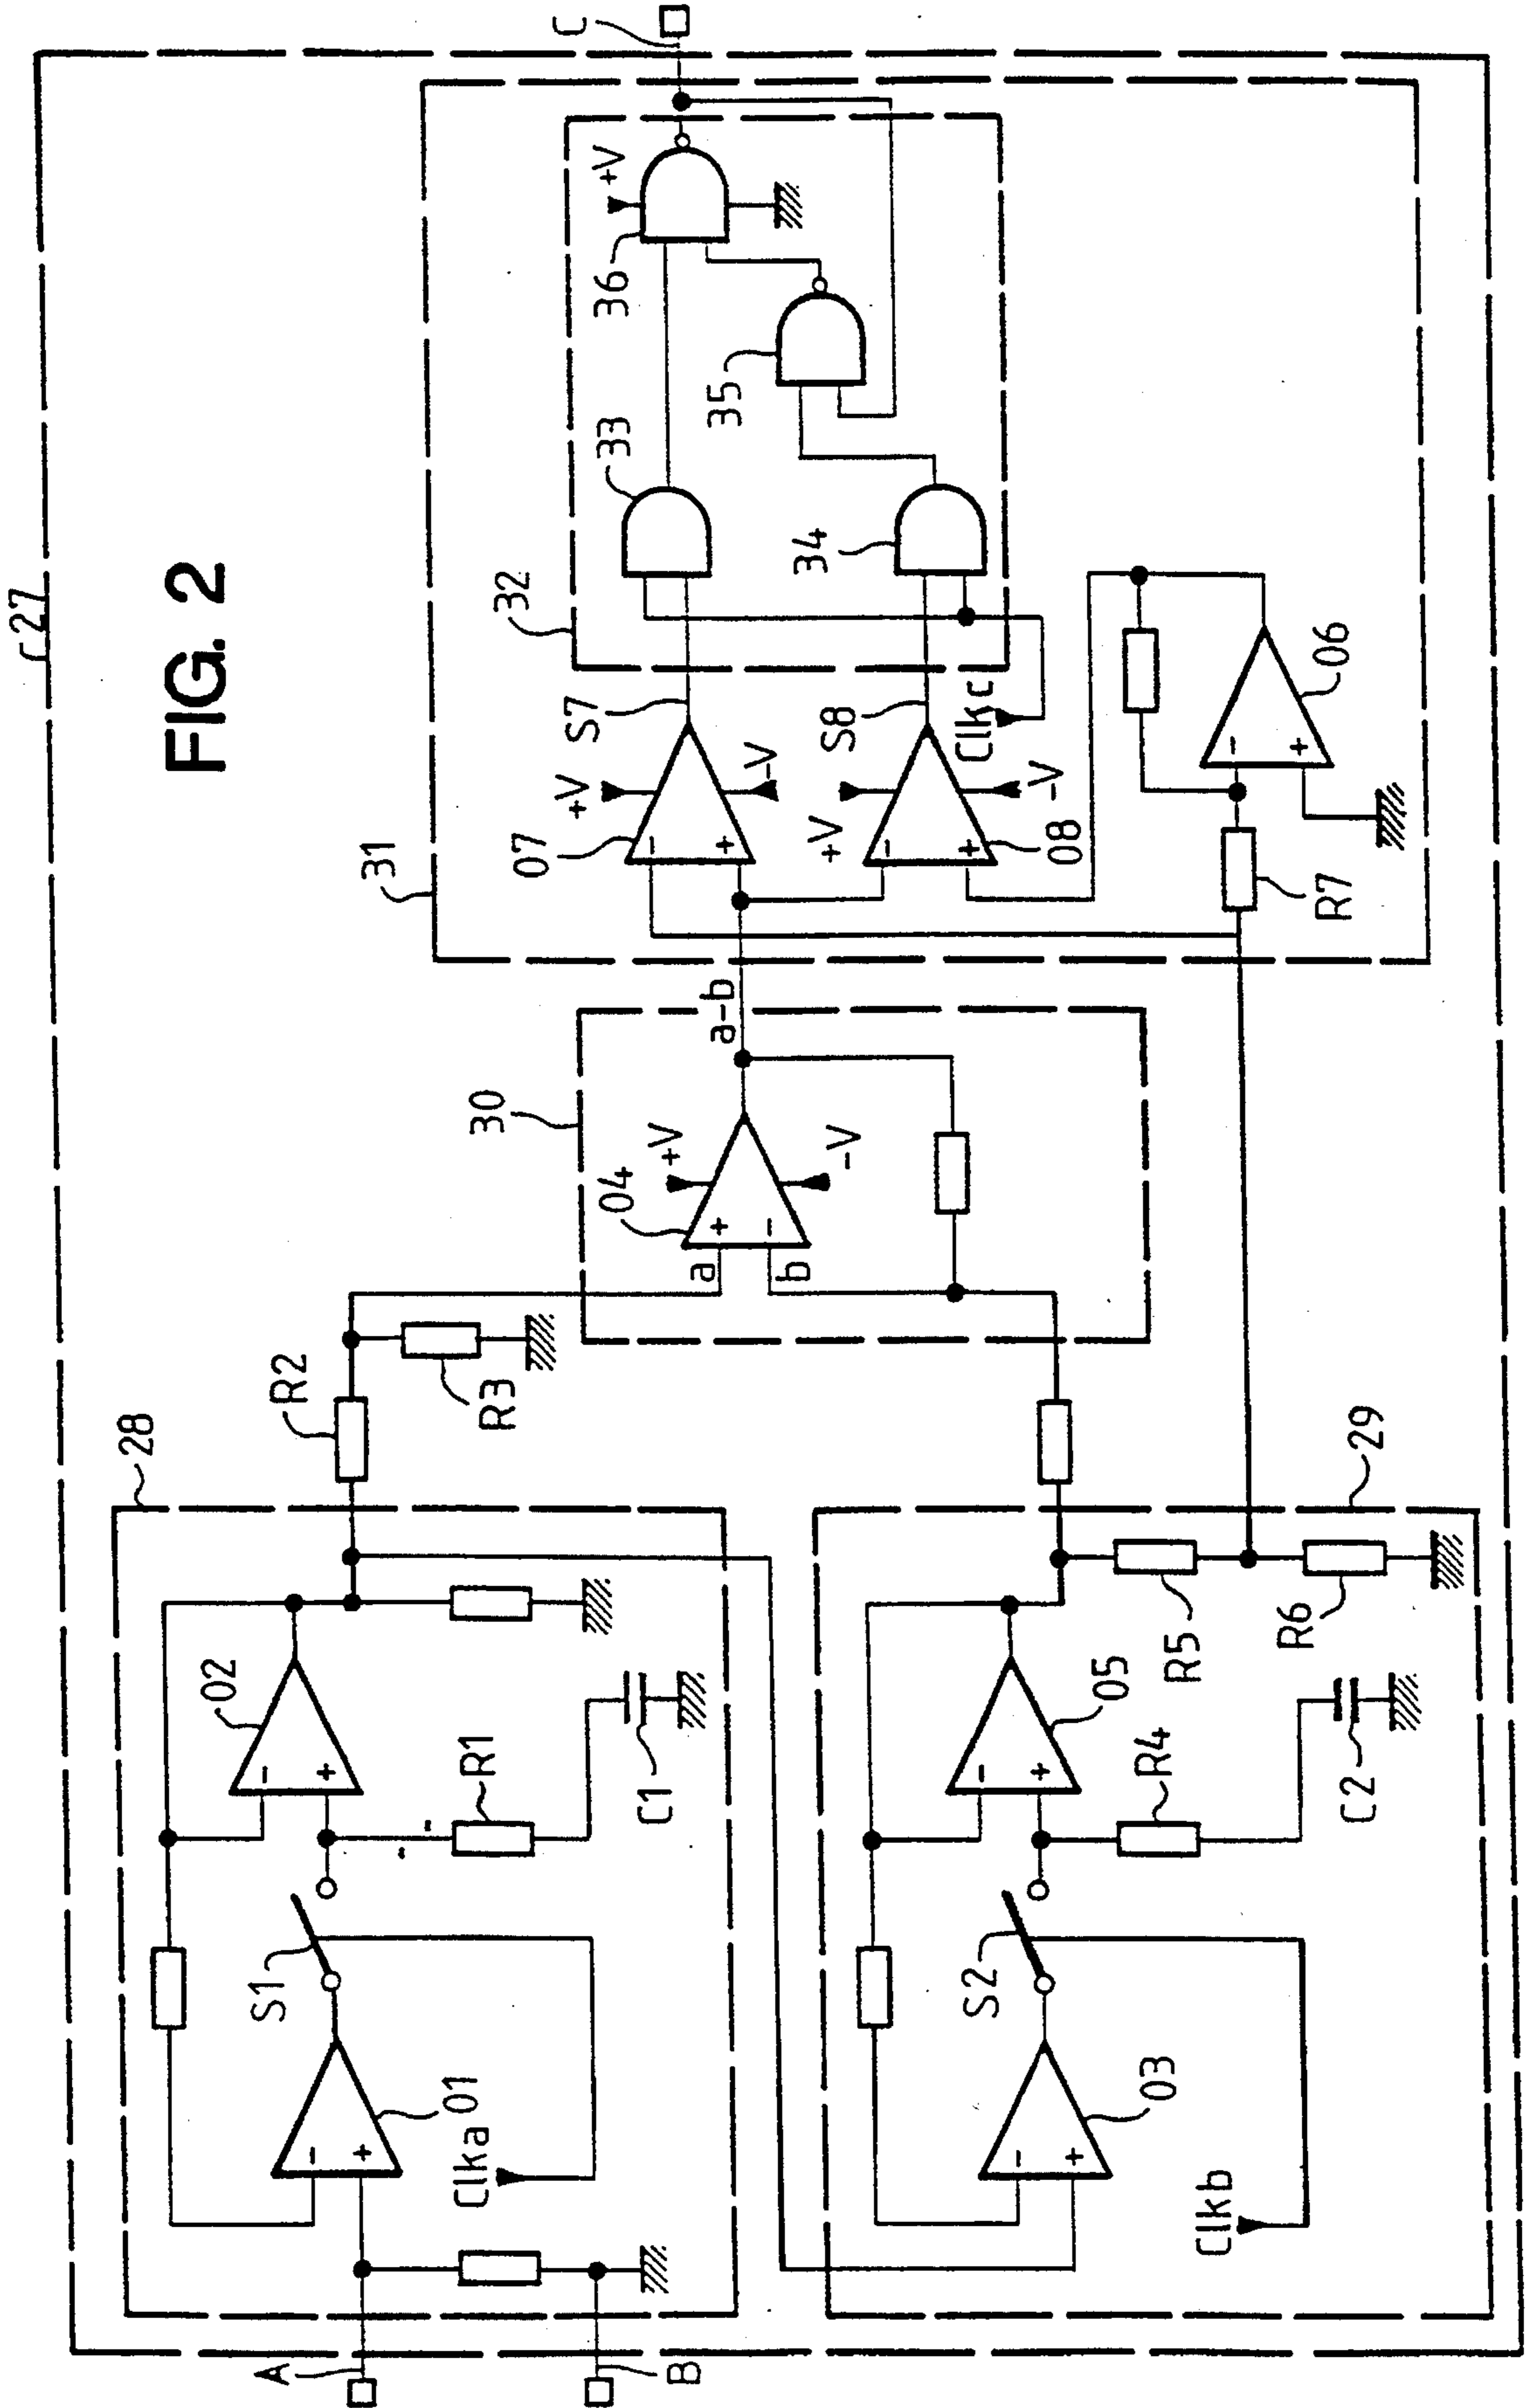 FIG. 2
27
28
29
30
31
32
A
B
C
01
S1
Clka
02
R1
C1
R2
R3
03
S2
Clkb
05
R4
C2
R5
R6
04
a
+
b
−
+V
-V
a-b
07
−
+
+V
-V
S7
08
−
+
+V
-V
S8
Clkc
06
−
+
R7
33
34
35
36
+V
−
+
−
+
−
+
−
+